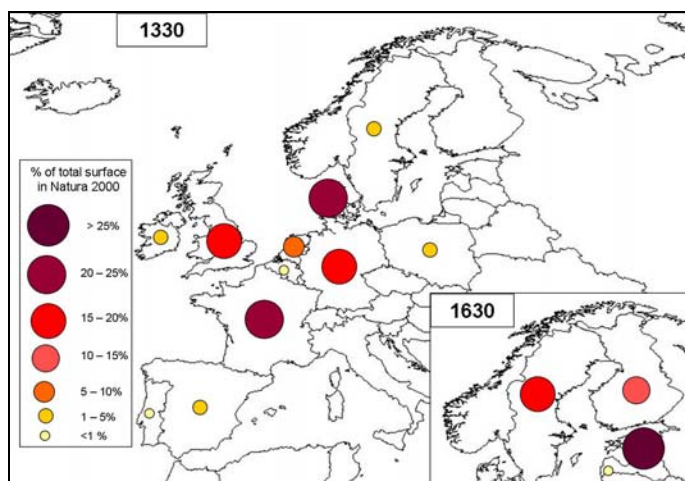 1330
% of total surface
in Natura 2000
> 25%
20 – 25%
15 – 20%
10 – 15%
5 – 10%
1 – 5%
<1 %
1630